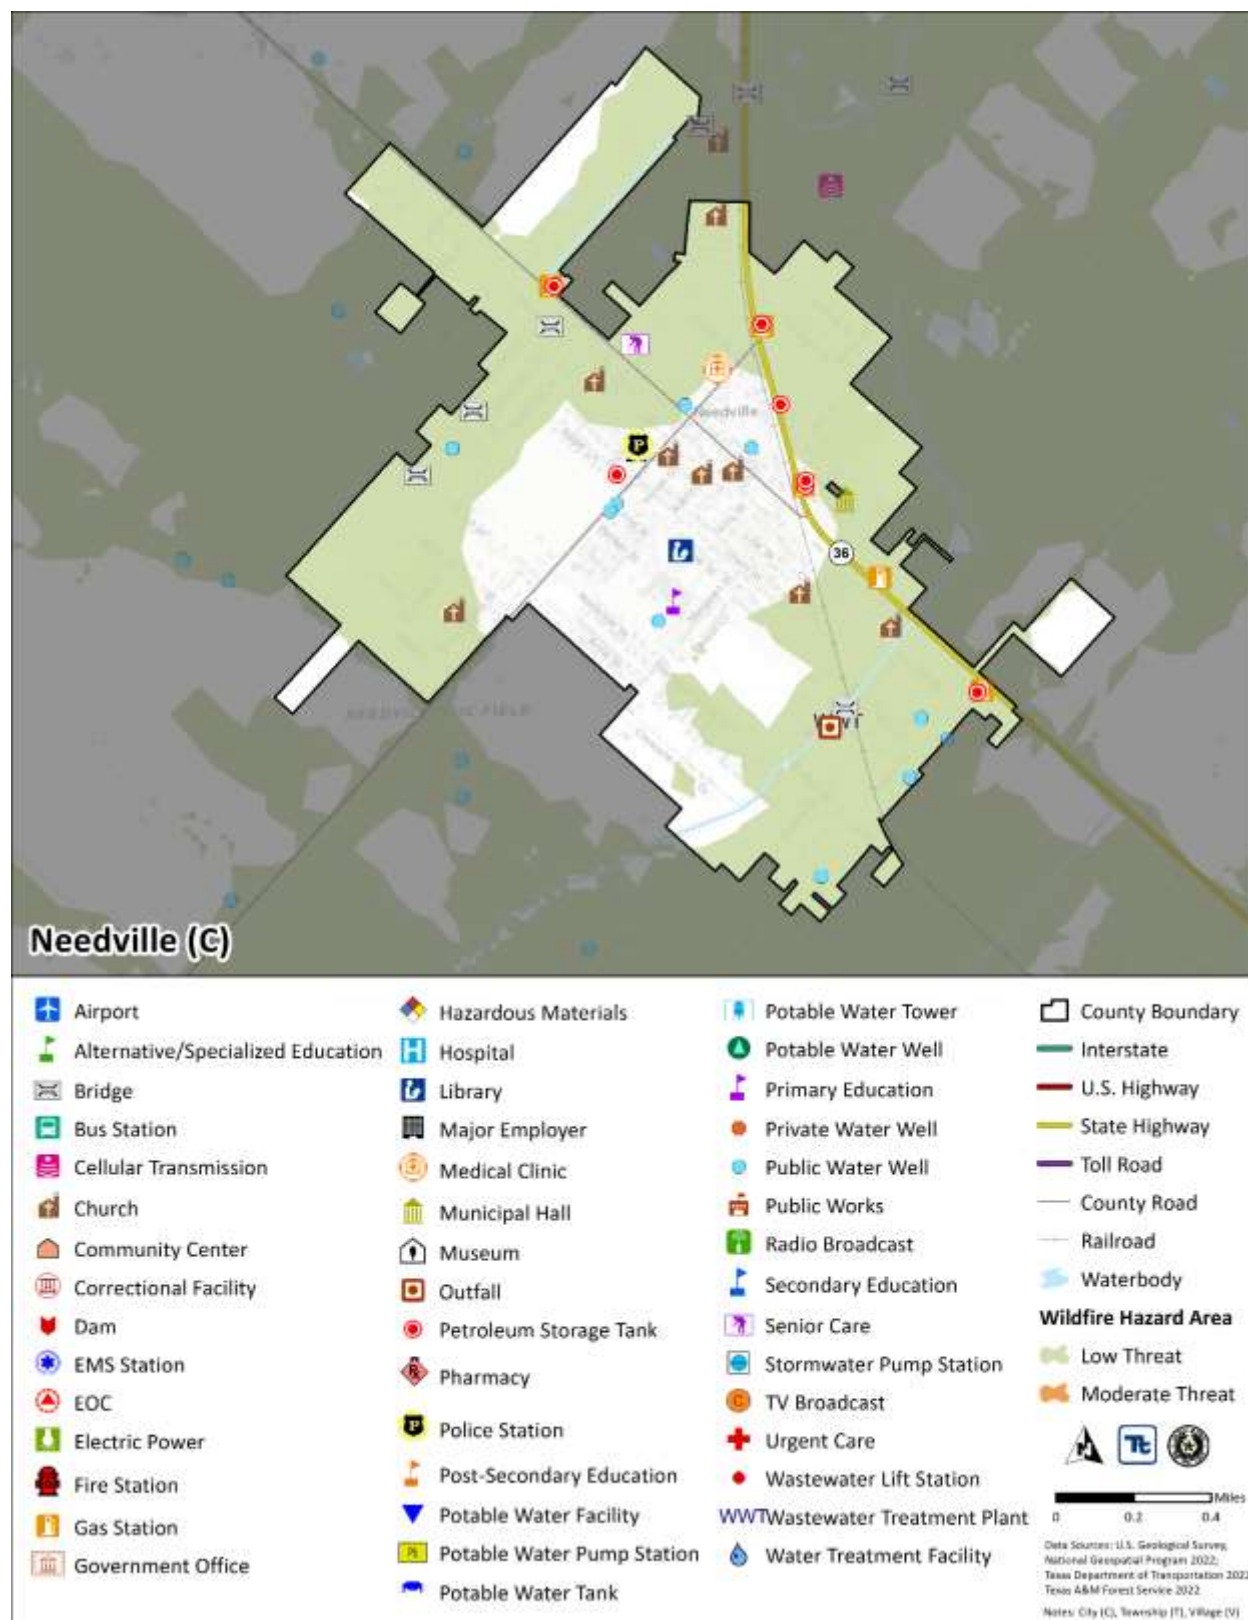 Needville
P
36
WWT
Needville (C)
Airport
Alternative/Specialized Education
Bridge
Bus Station
Cellular Transmission
Church
Community Center
Correctional Facility
Dam
EMS Station
EOC
Electric Power
Fire Station
Gas Station
Government Office
Hazardous Materials
H Hospital
Library
Major Employer
Medical Clinic
Municipal Hall
Museum
Outfall
Petroleum Storage Tank
Pharmacy
P Police Station
Post-Secondary Education
Potable Water Facility
Potable Water Pump Station
Potable Water Tank
Potable Water Tower
Potable Water Well
Primary Education
Private Water Well
Public Water Well
Public Works
Radio Broadcast
Secondary Education
Senior Care
Stormwater Pump Station
C TV Broadcast
Urgent Care
Wastewater Lift Station
WWT Wastewater Treatment Plant
Water Treatment Facility
County Boundary
Interstate
U.S. Highway
State Highway
Toll Road
County Road
Railroad
Waterbody
Wildfire Hazard Area
Low Threat
Moderate Threat
N
Tt
Miles
0 0.2 0.4
Data Sources: U.S. Geological Survey,
National Geospatial Program 2022;
Texas Department of Transportation 2022
Texas A&M Forest Service 2022
Notes: City (C), Township (T), Village (V)